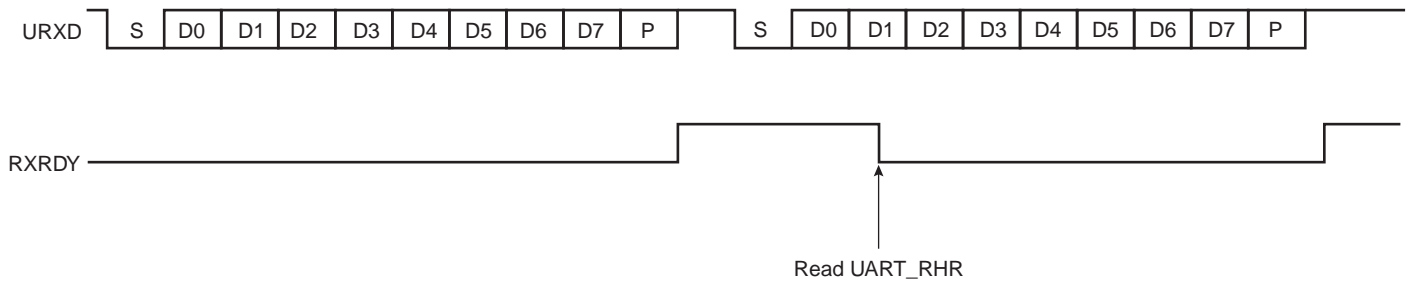 URXD S D0 D1 D2 D3 D4 D5 D6 D7 P S D0 D1 D2 D3 D4 D5 D6 D7 P
RXRDY
Read UART_RHR